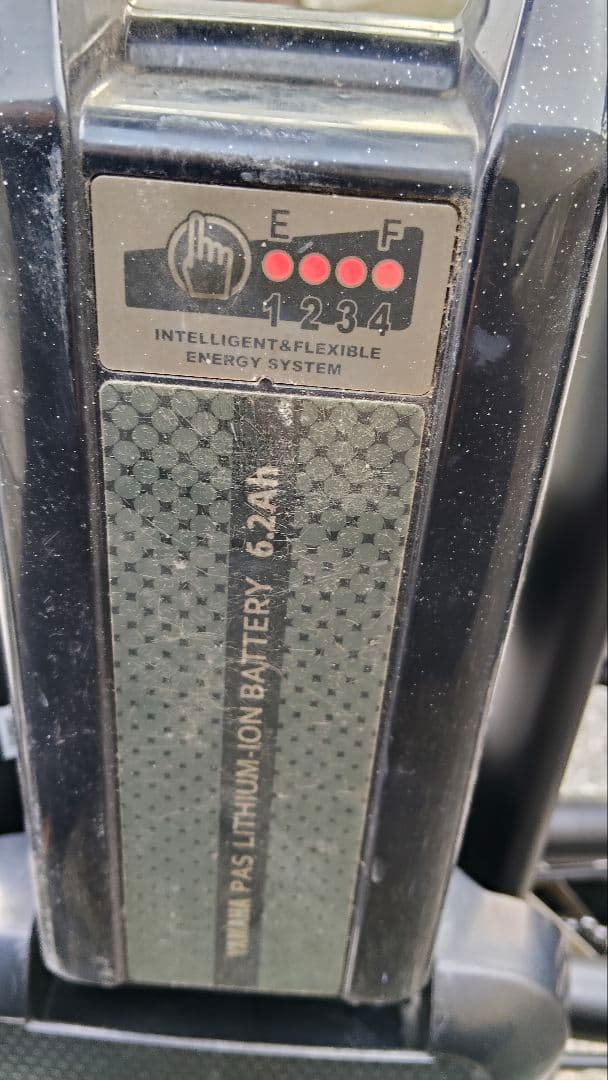 E F
1 2 3 4
INTELLIGENT&FLEXIBLE
ENERGY SYSTEM
YAMAHA PAS LITHIUM-ION BATTERY 6.2Ah